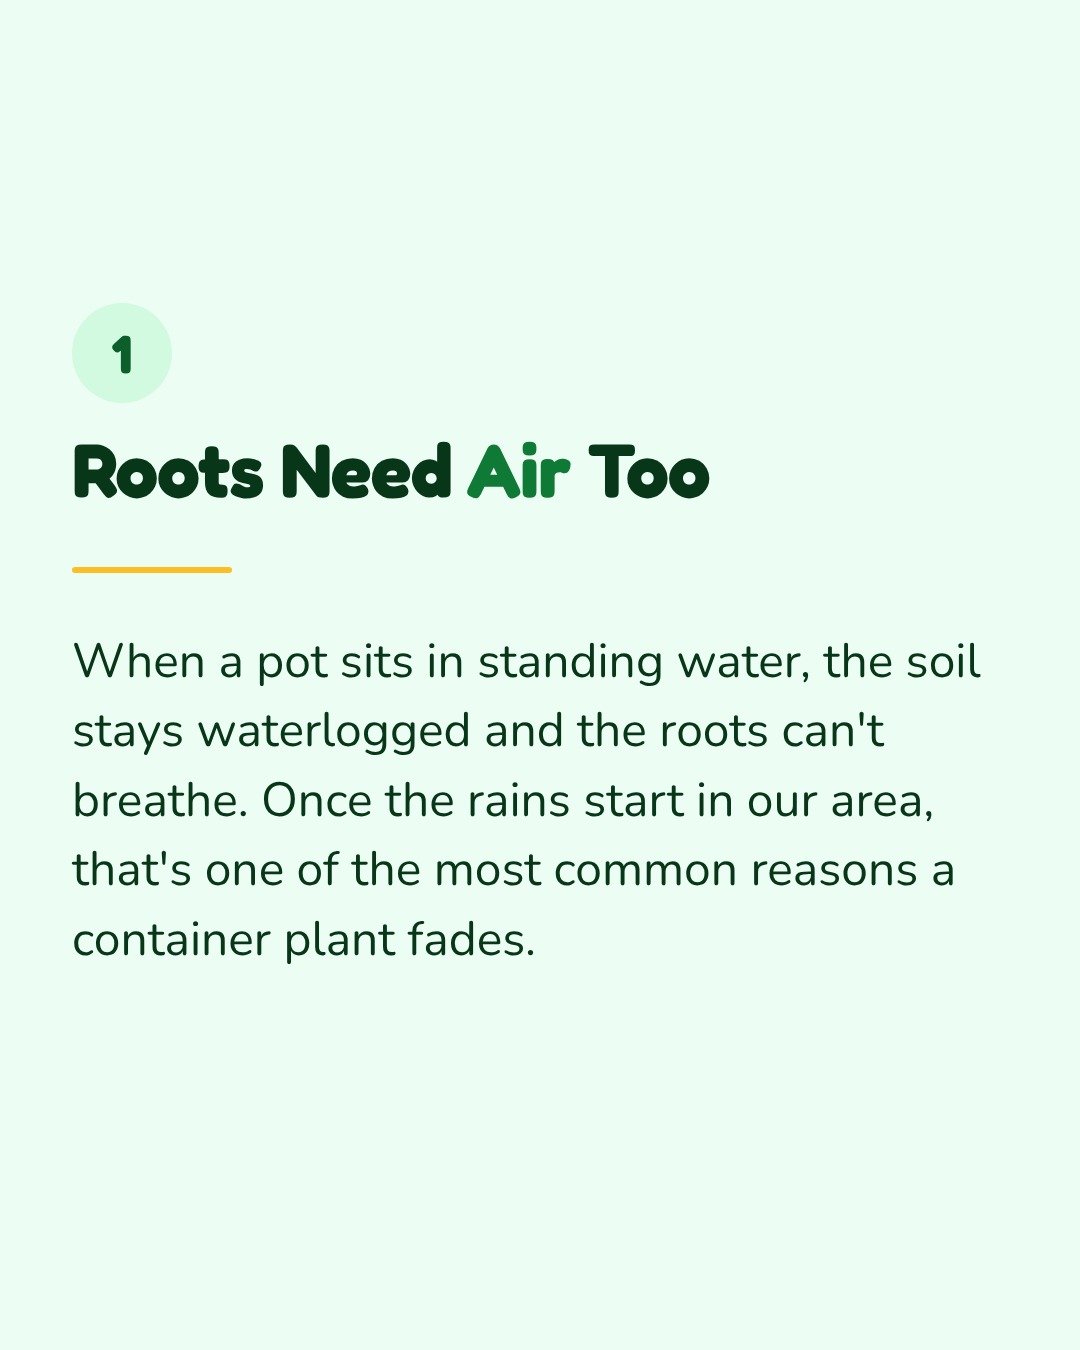 1
Roots Need Air Too
When a pot sits in standing water, the soil
stays waterlogged and the roots can't
breathe. Once the rains start in our area,
that's one of the most common reasons a
container plant fades.